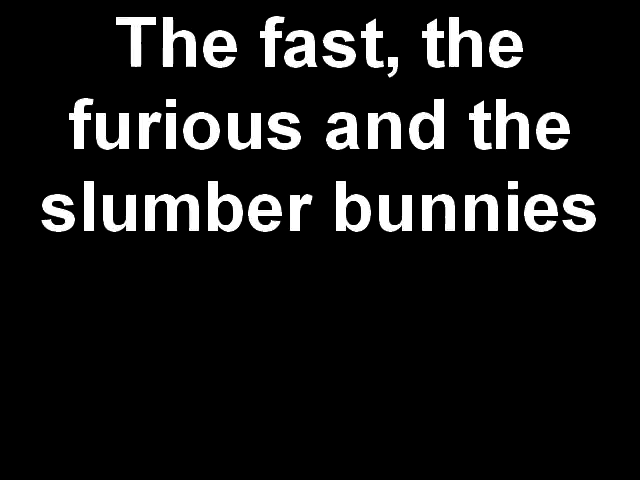 The fast, the
furious and the
slumber bunnies